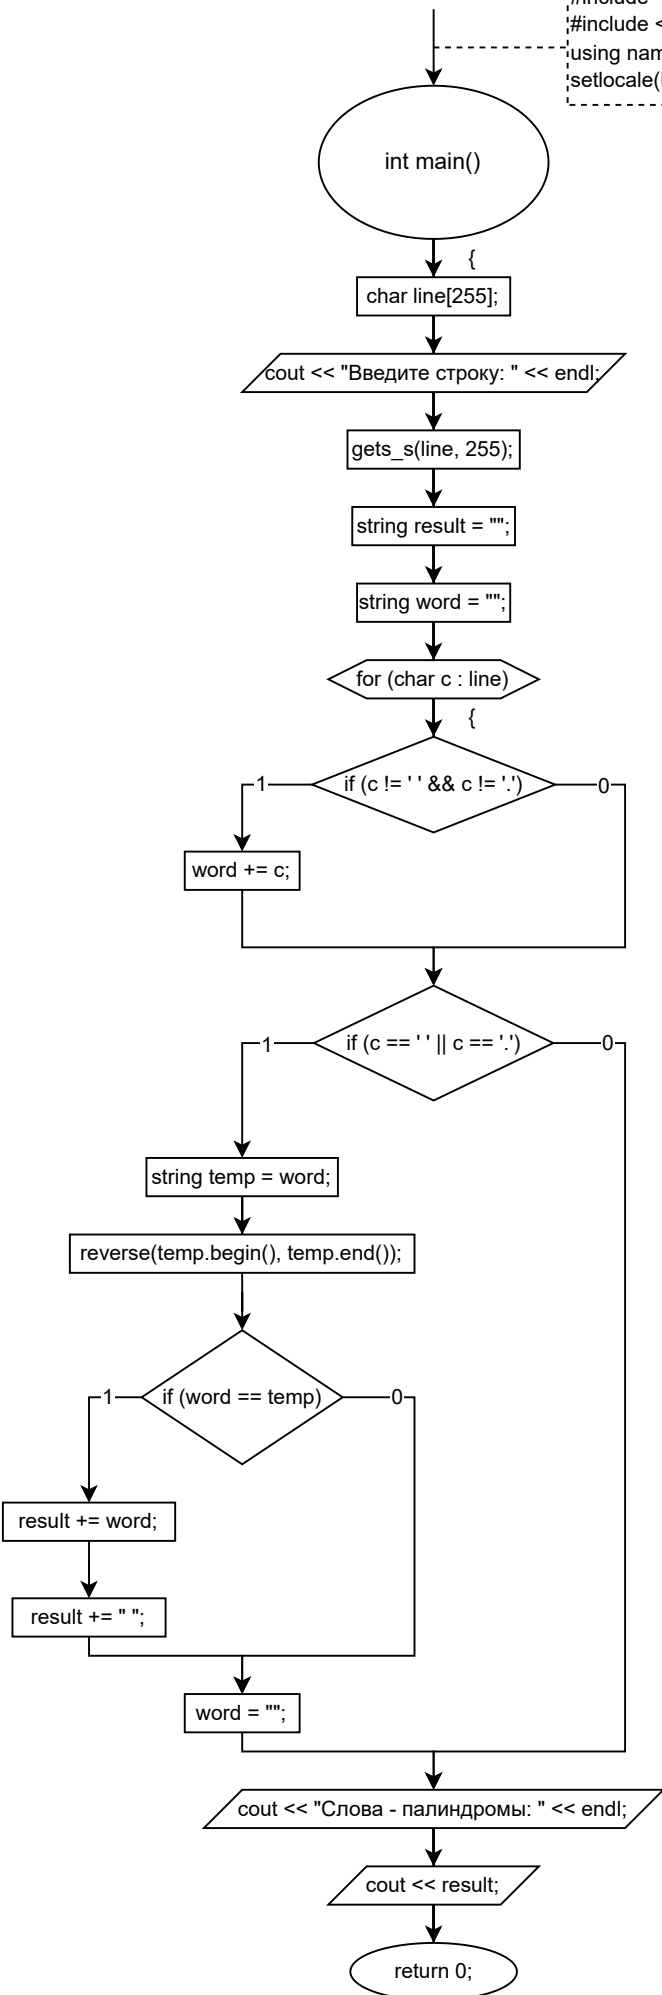 #include
#include <
using
setlocale(
int main()
{
char line[255];
cout << "Введите строку: " << endl;
gets_s(line, 255);
string result = "";
string word = "";
for (char c : line)
{
if (c != ' ' && c != '.')
1
0
word += c;
if (c == ' ' || c == '.')
1
0
string temp = word;
reverse(temp.begin(), temp.end());
if (word == temp)
1
0
result += word;
result += " ";
word = "";
cout << "Слова - палиндромы: " << endl;
cout << result;
return 0;